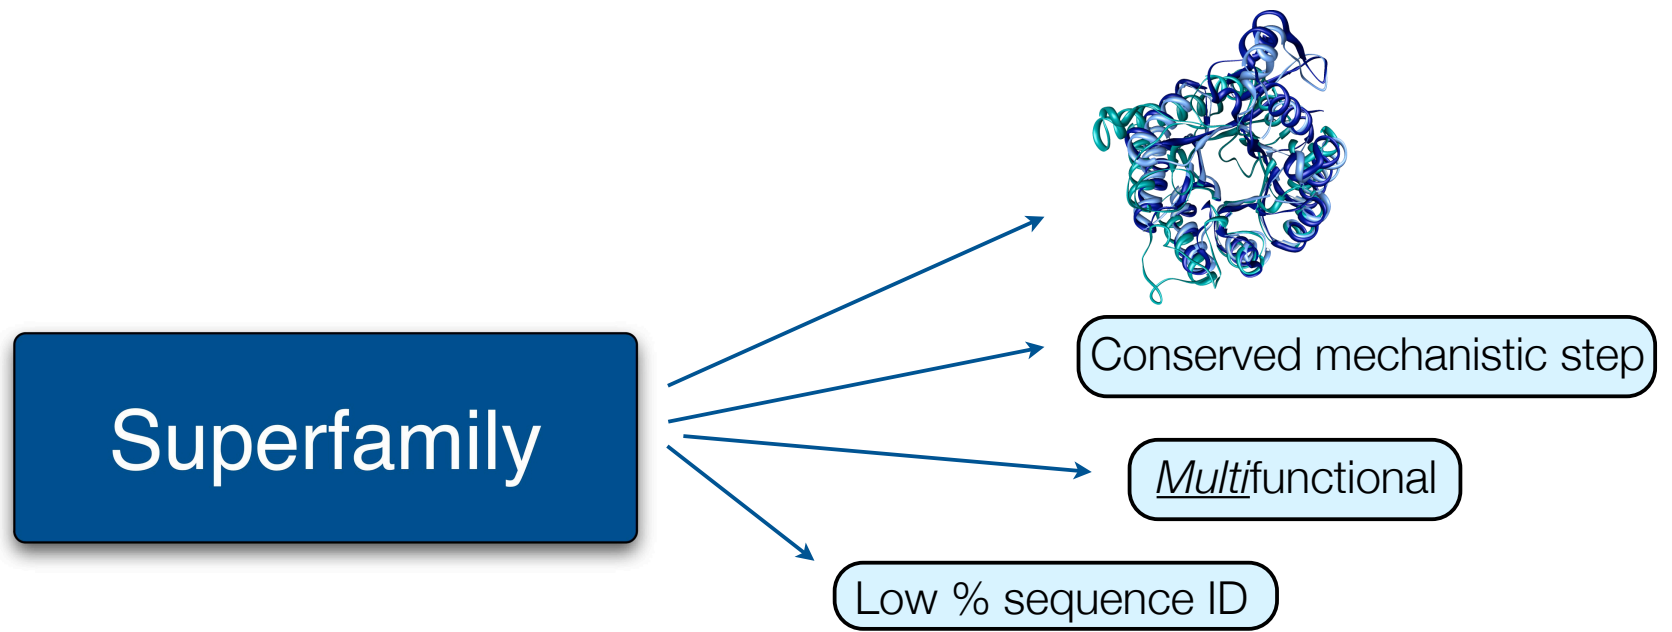 Superfamily
Conserved mechanistic step
Multifunctional
Low % sequence ID